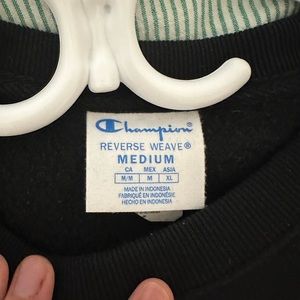 Champion
REVERSE WEAVE®
MEDIUM
CA MEX ASIA
M/M M XL
MADE IN INDONESIA
FABRIQUÉ EN INDONÉSIE
HECHO EN INDONESIA